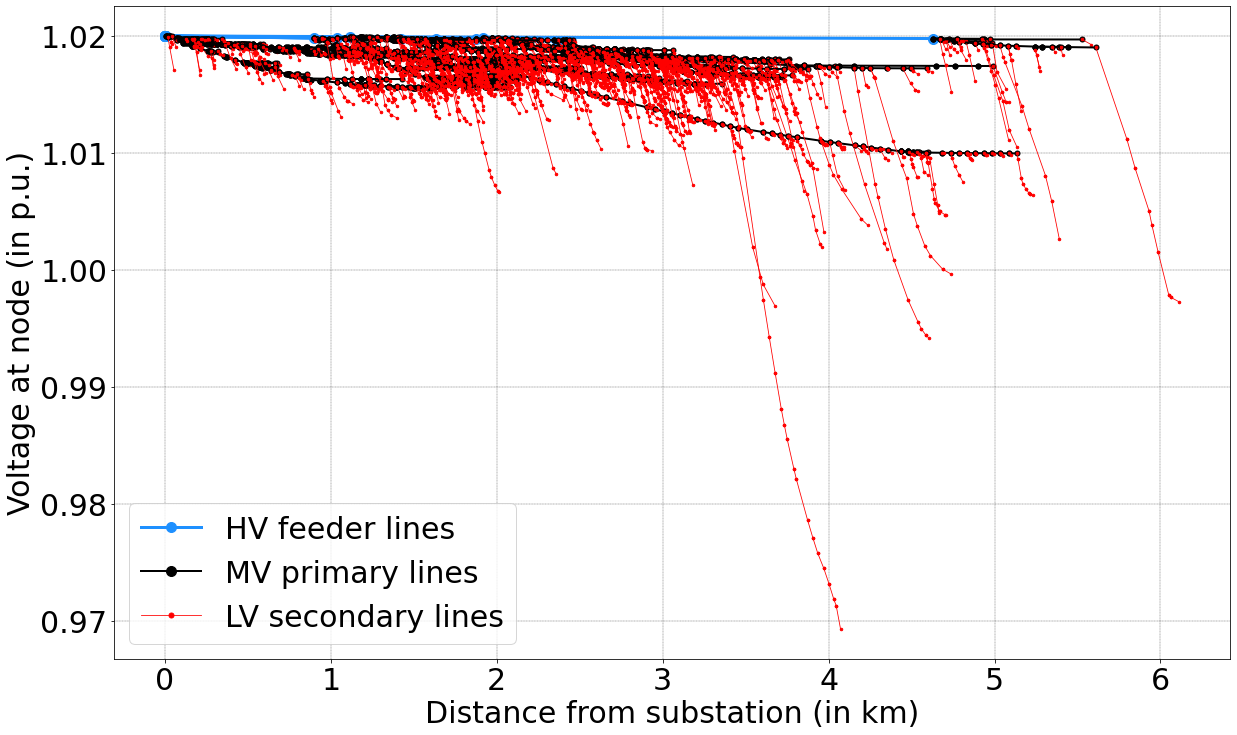 Voltage at node (in p.u.)
1.02
1.01
1.00
0.99
0.98
0.97
HV feeder lines
MV primary lines
LV secondary lines
0 1 2 3 4 5 6
Distance from substation (in km)